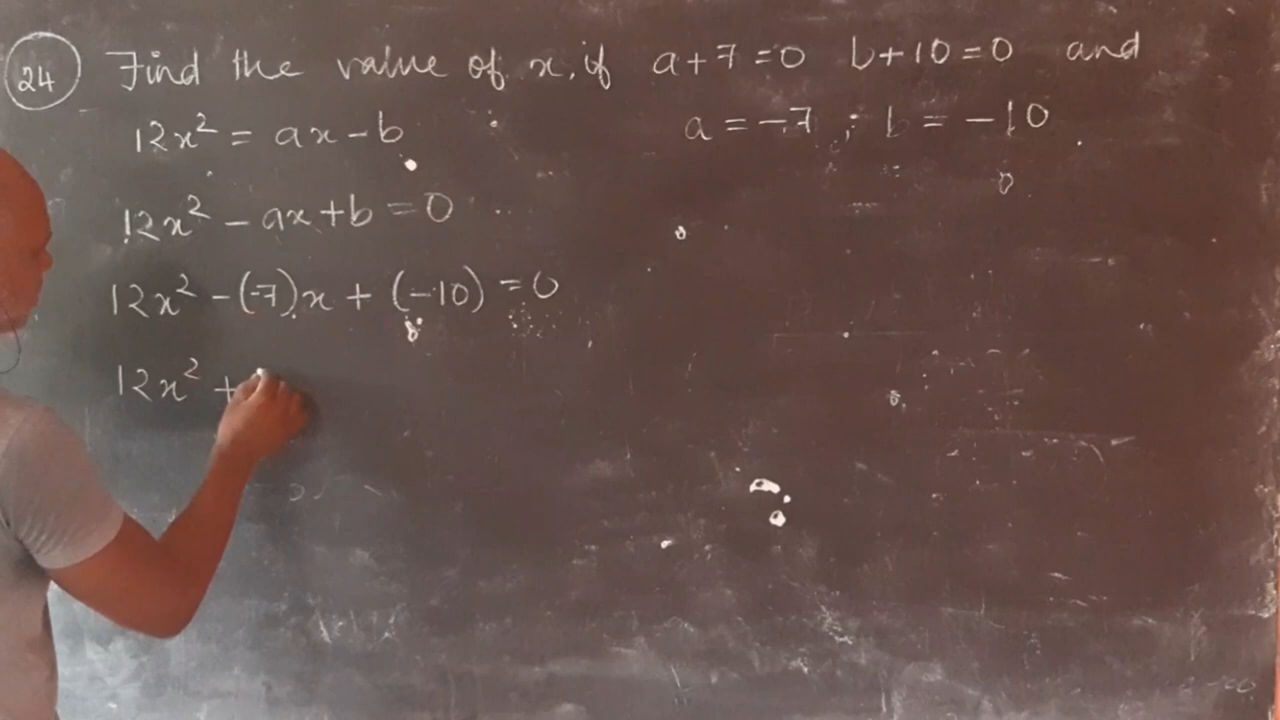 24 Find the value of x, if a+7=0 b+10=0 and
12x² = ax-b a = -7 ; b = -10
12x² - ax+b = 0
12x² - (-7)x + (-10) = 0
12x² +